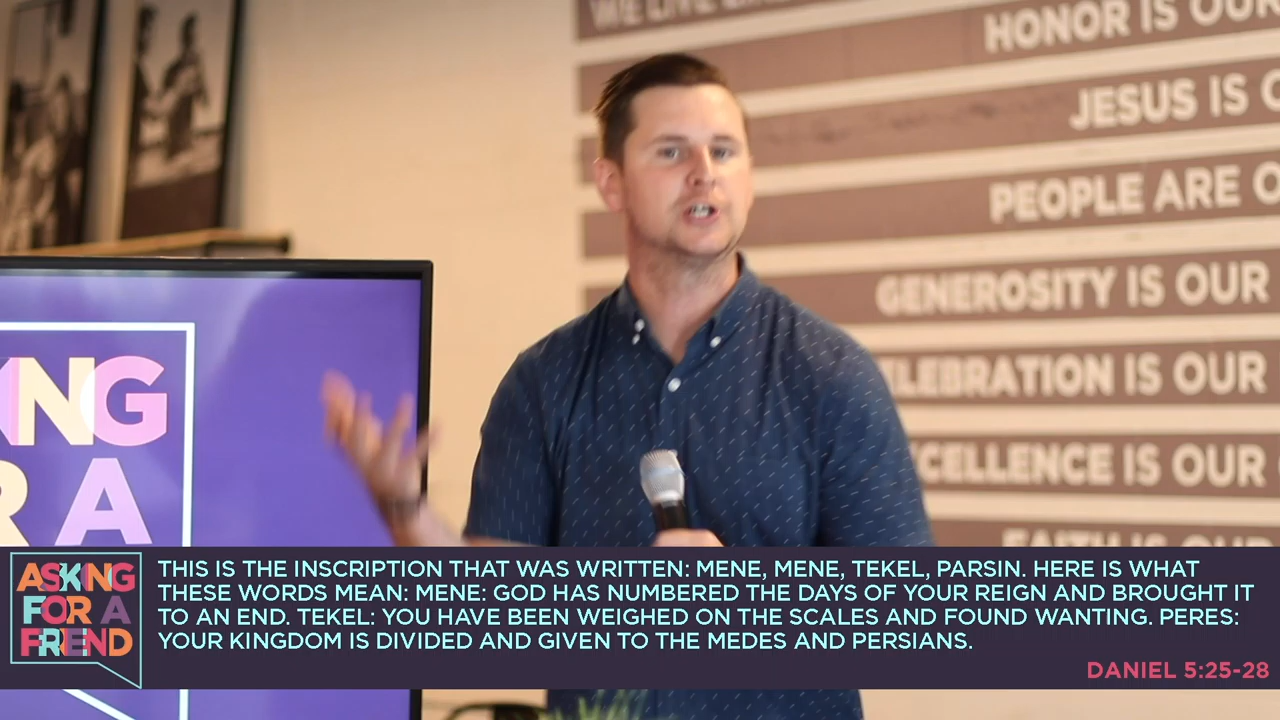 HONOR IS OUR
JESUS IS
PEOPLE ARE
GENEROSITY IS OUR
IS OUR
IS OUR
NG
A
ASKING
FOR A
FRIEND
THIS IS THE INSCRIPTION THAT WAS WRITTEN: MENE, MENE, TEKEL, PARSIN. HERE IS WHAT
THESE WORDS MEAN: MENE: GOD HAS NUMBERED THE DAYS OF YOUR REIGN AND BROUGHT IT
TO AN END. TEKEL: YOU HAVE BEEN WEIGHED ON THE SCALES AND FOUND WANTING. PERES:
YOUR KINGDOM IS DIVIDED AND GIVEN TO THE MEDES AND PERSIANS.
DANIEL 5:25-28